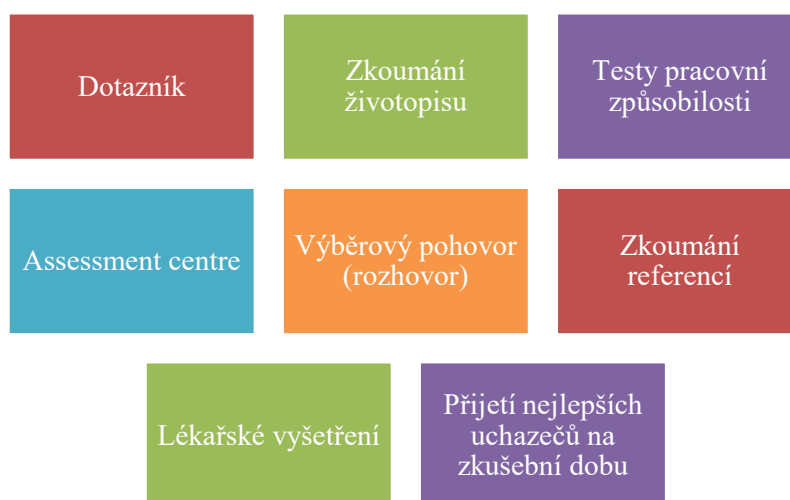 Dotazník
Zkoumání
životopisu
Testy pracovní
způsobilosti
Assessment centre
Výběrový pohovor
(rozhovor)
Zkoumání
referencí
Lékařské vyšetření
Přijetí nejlepších
uchazečů na
zkušební dobu